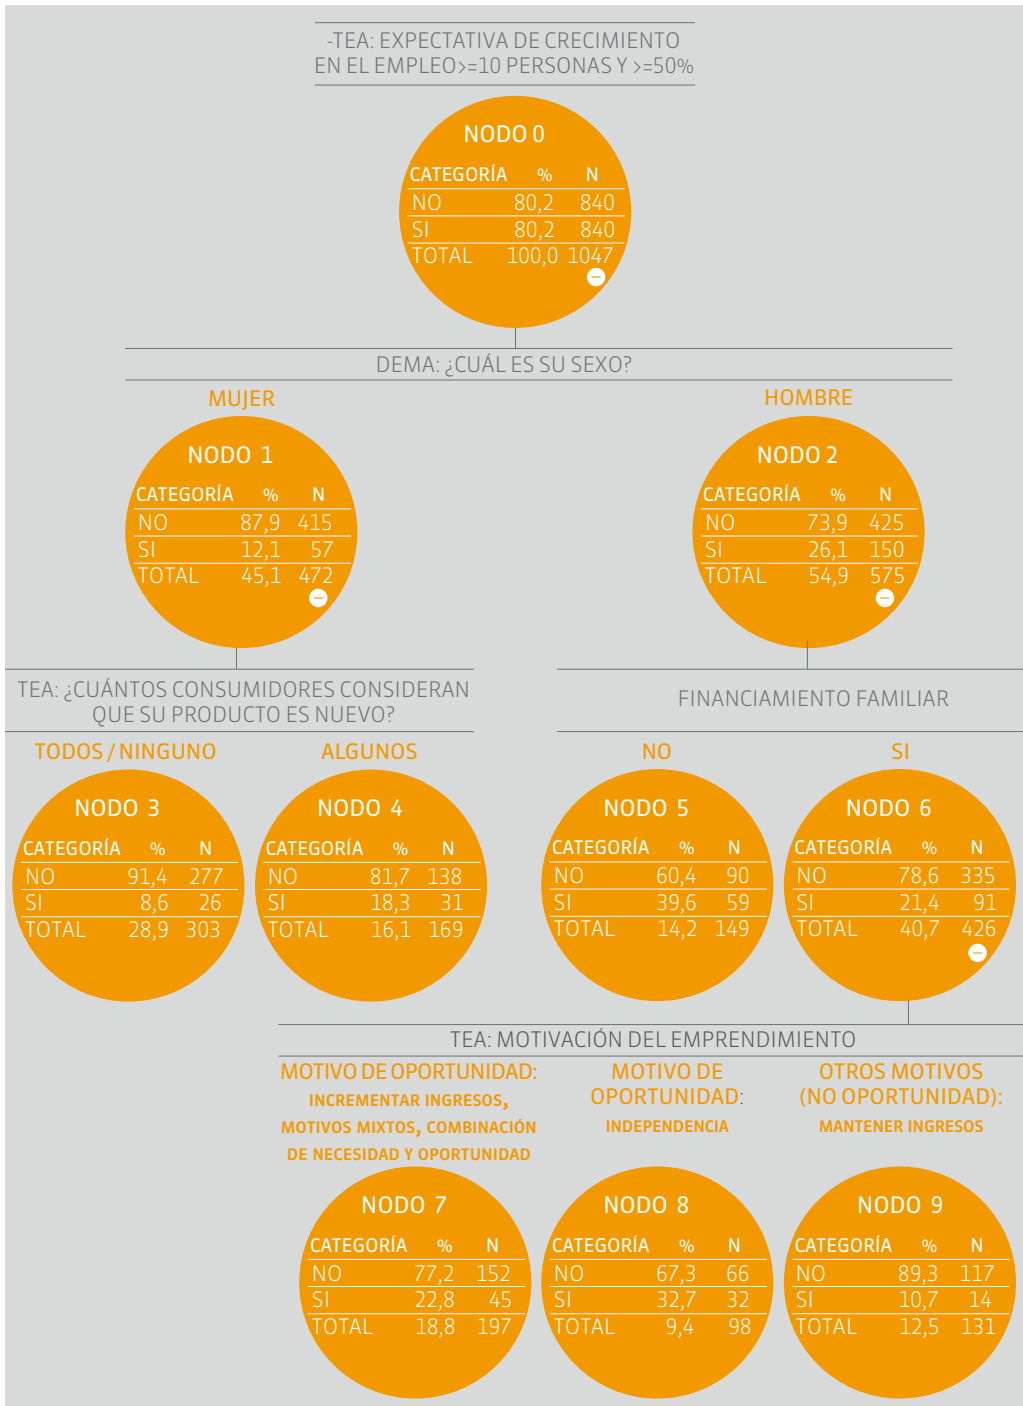 -TEA: EXPECTATIVA DE CRECIMIENTO
EN EL EMPLEO>=10 PERSONAS Y >=50%
NODO 0
CATEGORÍA % N
NO 80,2 840
SI 80,2 840
TOTAL 100,0 1047
DEMA: ¿CUÁL ES SU SEXO?
MUJER
NODO 1
CATEGORÍA % N
NO 87,9 415
SI 12,1 57
TOTAL 45,1 472
HOMBRE
NODO 2
CATEGORÍA % N
NO 73,9 425
SI 26,1 150
TOTAL 54,9 575
TEA: ¿CUÁNTOS CONSUMIDORES CONSIDERAN
QUE SU PRODUCTO ES NUEVO?
TODOS / NINGUNO
NODO 3
CATEGORÍA % N
NO 91,4 277
SI 8,6 26
TOTAL 28,9 303
ALGUNOS
NODO 4
CATEGORÍA % N
NO 81,7 138
SI 18,3 31
TOTAL 16,1 169
FINANCIAMIENTO FAMILIAR
NO
NODO 5
CATEGORÍA % N
NO 60,4 90
SI 39,6 59
TOTAL 14,2 149
SI
NODO 6
CATEGORÍA % N
NO 78,6 335
SI 21,4 91
TOTAL 40,7 426
TEA: MOTIVACIÓN DEL EMPRENDIMIENTO
MOTIVO DE OPORTUNIDAD:
INCREMENTAR INGRESOS,
MOTIVOS MIXTOS, COMBINACIÓN
DE NECESIDAD Y OPORTUNIDAD
NODO 7
CATEGORÍA % N
NO 77,2 152
SI 22,8 45
TOTAL 18,8 197
MOTIVO DE
OPORTUNIDAD:
INDEPENDENCIA
NODO 8
CATEGORÍA % N
NO 67,3 66
SI 32,7 32
TOTAL 9,4 98
OTROS MOTIVOS
(NO OPORTUNIDAD):
MANTENER INGRESOS
NODO 9
CATEGORÍA % N
NO 89,3 117
SI 10,7 14
TOTAL 12,5 131